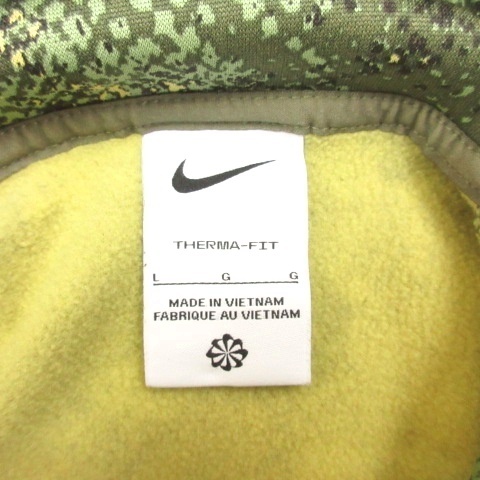 THERMA-FIT
L G G
MADE IN VIETNAM
FABRIQUE AU VIETNAM